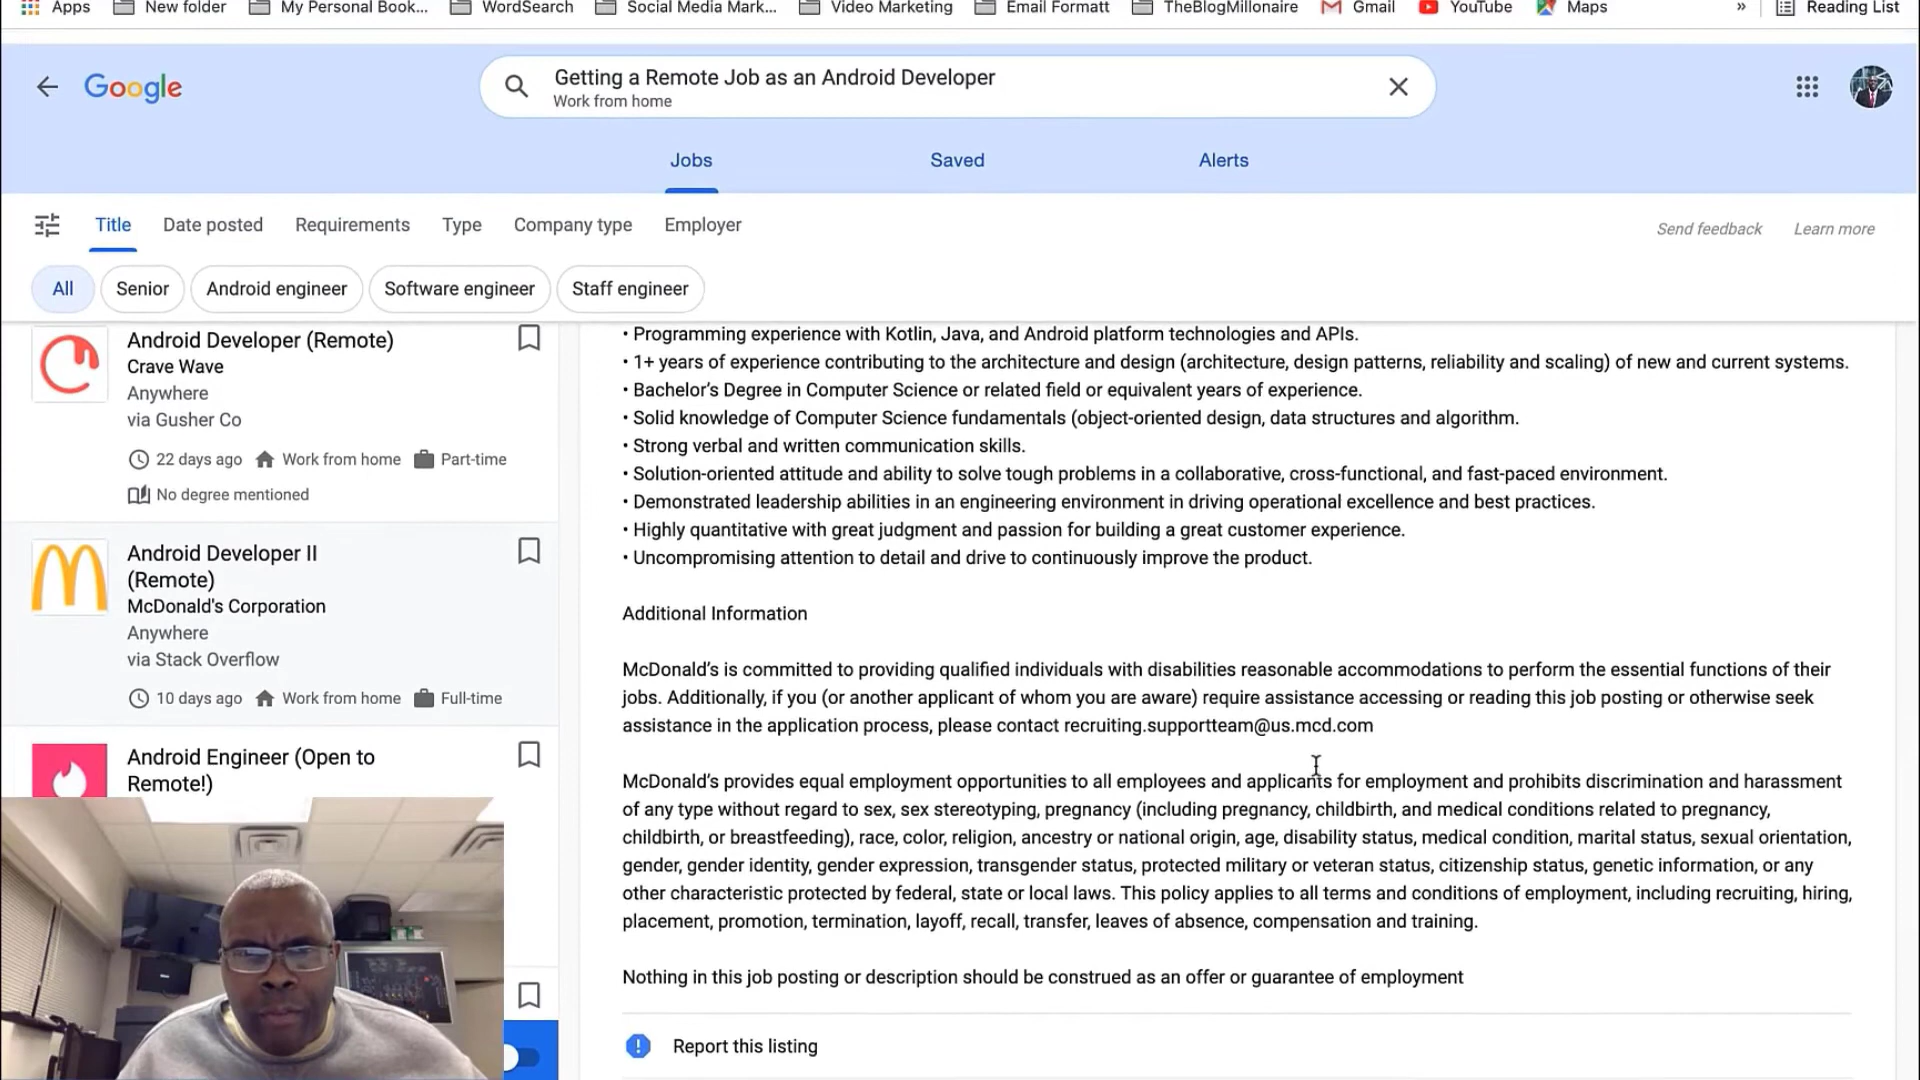 Apps New folder My Personal Book... WordSearch Social Media Mark... Video Marketing Email Formatt TheBlogMillionaire Gmail YouTube Maps » Reading List
Google
Getting a Remote Job as an Android Developer
Work from home
Jobs Saved Alerts
Title Date posted Requirements Type Company type Employer
Send feedback Learn more
All Senior Android engineer Software engineer Staff engineer
Android Developer (Remote)
Crave Wave
Anywhere
via Gusher Co
22 days ago Work from home Part-time
No degree mentioned
Android Developer II
(Remote)
McDonald's Corporation
Anywhere
via Stack Overflow
10 days ago Work from home Full-time
Android Engineer (Open to
Remote!)
• Programming experience with Kotlin, Java, and Android platform technologies and APIs.
• 1+ years of experience contributing to the architecture and design (architecture, design patterns, reliability and scaling) of new and current systems.
• Bachelor's Degree in Computer Science or related field or equivalent years of experience.
• Solid knowledge of Computer Science fundamentals (object-oriented design, data structures and algorithm.
• Strong verbal and written communication skills.
• Solution-oriented attitude and ability to solve tough problems in a collaborative, cross-functional, and fast-paced environment.
• Demonstrated leadership abilities in an engineering environment in driving operational excellence and best practices.
• Highly quantitative with great judgment and passion for building a great customer experience.
• Uncompromising attention to detail and drive to continuously improve the product.
Additional Information
McDonald's is committed to providing qualified individuals with disabilities reasonable accommodations to perform the essential functions of their
jobs. Additionally, if you (or another applicant of whom you are aware) require assistance accessing or reading this job posting or otherwise seek
assistance in the application process, please contact recruiting.supportteam@us.mcd.com
McDonald's provides equal employment opportunities to all employees and applicants for employment and prohibits discrimination and harassment
of any type without regard to sex, sex stereotyping, pregnancy (including pregnancy, childbirth, and medical conditions related to pregnancy,
childbirth, or breastfeeding), race, color, religion, ancestry or national origin, age, disability status, medical condition, marital status, sexual orientation,
gender, gender identity, gender expression, transgender status, protected military or veteran status, citizenship status, genetic information, or any
other characteristic protected by federal, state or local laws. This policy applies to all terms and conditions of employment, including recruiting, hiring,
placement, promotion, termination, layoff, recall, transfer, leaves of absence, compensation and training.
Nothing in this job posting or description should be construed as an offer or guarantee of employment
Report this listing